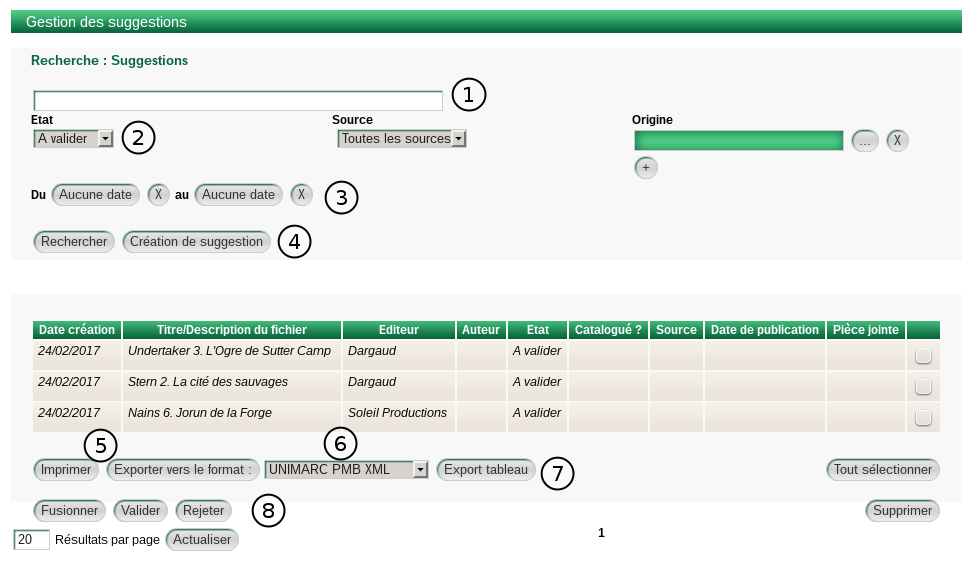 Gestion des suggestions
Recherche : Suggestions
1
Etat Source Origine
A valider 2 Toutes les sources ... X
+
Du Aucune date X au Aucune date X 3
Rechercher Création de suggestion 4
Date création Titre/Description du fichier Editeur Auteur Etat Catalogué ? Source Date de publication Pièce jointe
24/02/2017 Undertaker 3. L'Ogre de Sutter Camp Dargaud A valider
24/02/2017 Stern 2. La cité des sauvages Dargaud A valider
24/02/2017 Nains 6. Jorun de la Forge Soleil Productions A valider
5 6
Imprimer Exporter vers le format : UNIMARC PMB XML Export tableau 7 Tout sélectionner
Fusionner Valider Rejeter 8 Supprimer
20 Résultats par page Actualiser 1